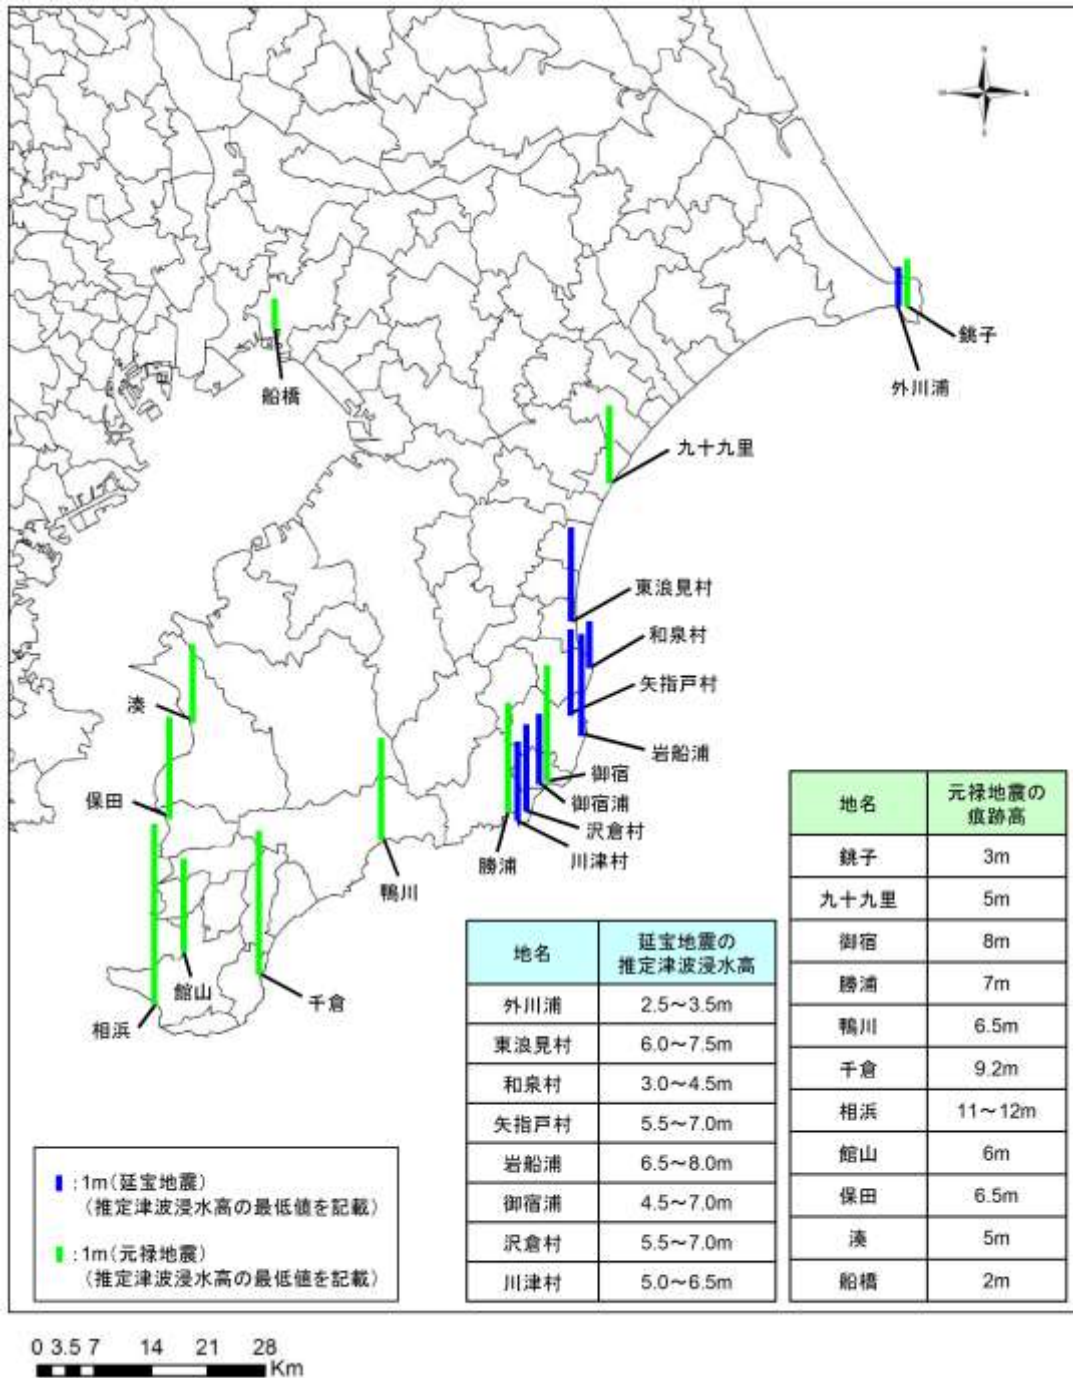 銚子
外川浦
船橋
九十九里
東浪見村
和泉村
矢指戸村
岩船浦
湊
御宿
御宿浦
沢倉村
川津村
勝浦
保田
鴨川
館山
千倉
相浜
地名 元禄地震の
痕跡高
銚子 3m
九十九里 5m
御宿 8m
勝浦 7m
鴨川 6.5m
千倉 9.2m
相浜 11～12m
館山 6m
保田 6.5m
湊 5m
船橋 2m
地名 延宝地震の
推定津波浸水高
外川浦 2.5～3.5m
東浪見村 6.0～7.5m
和泉村 3.0～4.5m
矢指戸村 5.5～7.0m
岩船浦 6.5～8.0m
御宿浦 4.5～7.0m
沢倉村 5.5～7.0m
川津村 5.0～6.5m
:1m(延宝地震)
(推定津波浸水高の最低値を記載)
:1m(元禄地震)
(推定津波浸水高の最低値を記載)
0 3.5 7 14 21 28
Km